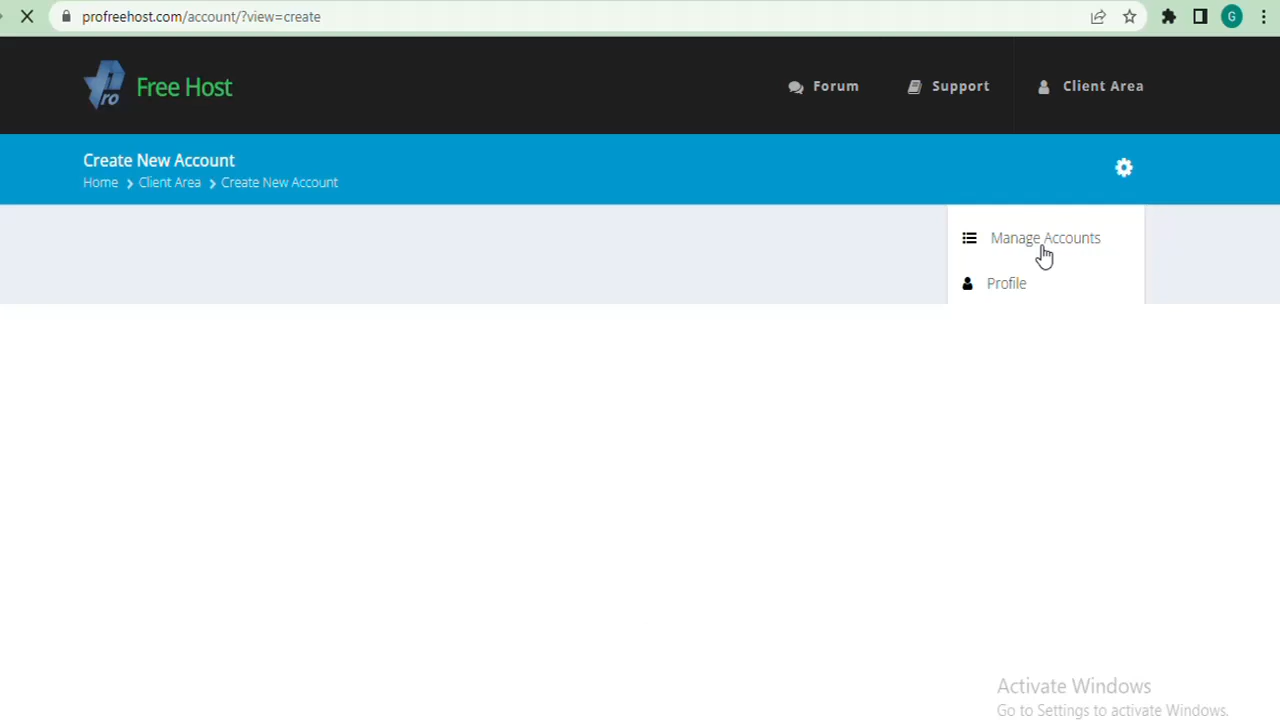 profreehost.com/account/?view=create
G
ro Free Host
Forum Support Client Area
Create New Account
Home Client Area Create New Account
Manage Accounts
Profile
Activate Windows
Go to Settings to activate Windows.